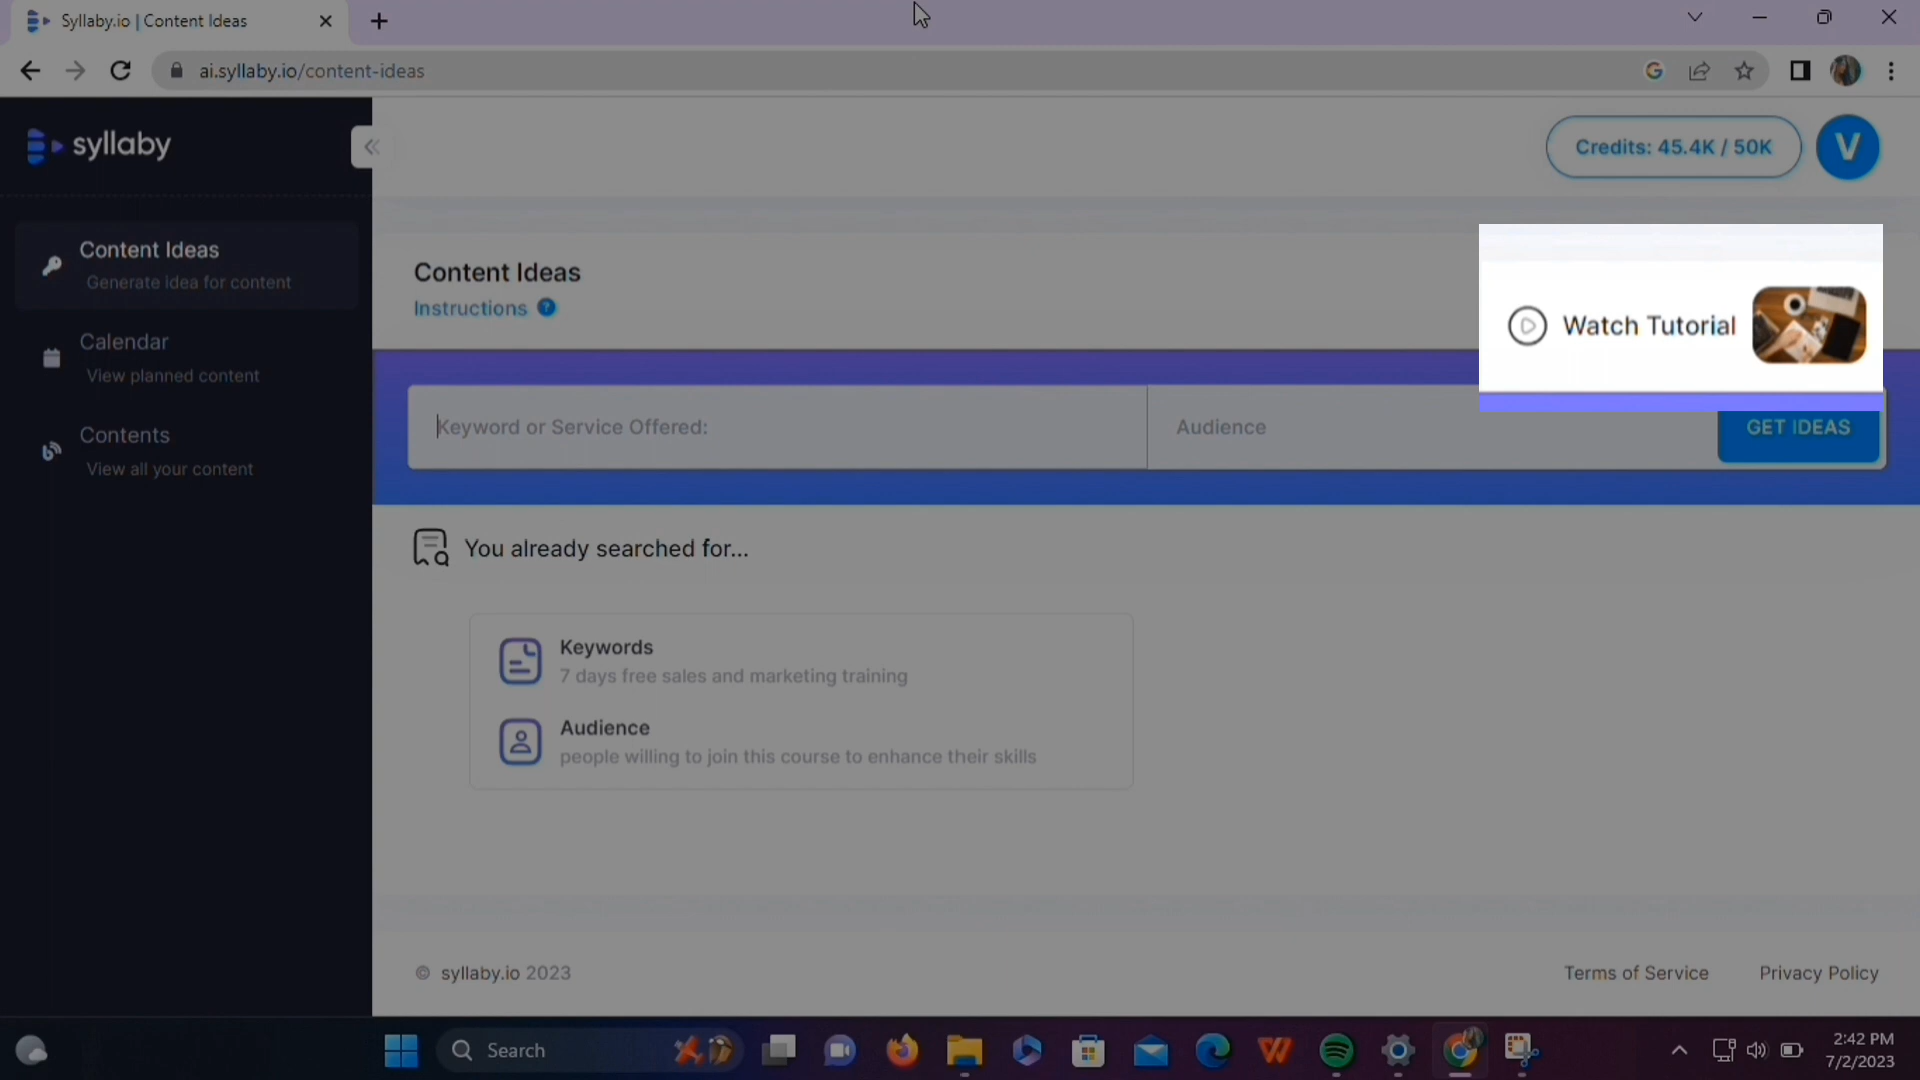 Syllaby.io | Content Ideas
ai.syllaby.io/content-ideas
syllaby
Credits: 45.4K / 50K
V
Content Ideas
Generate idea for content
Calendar
View planned content
Contents
View all your content
Content Ideas
Instructions ?
Watch Tutorial
Keyword or Service Offered:
Audience
GET IDEAS
You already searched for...
Keywords
7 days free sales and marketing training
Audience
people willing to join this course to enhance their skills
© syllaby.io 2023
Terms of Service
Privacy Policy
Search
2:42 PM
7/2/2023